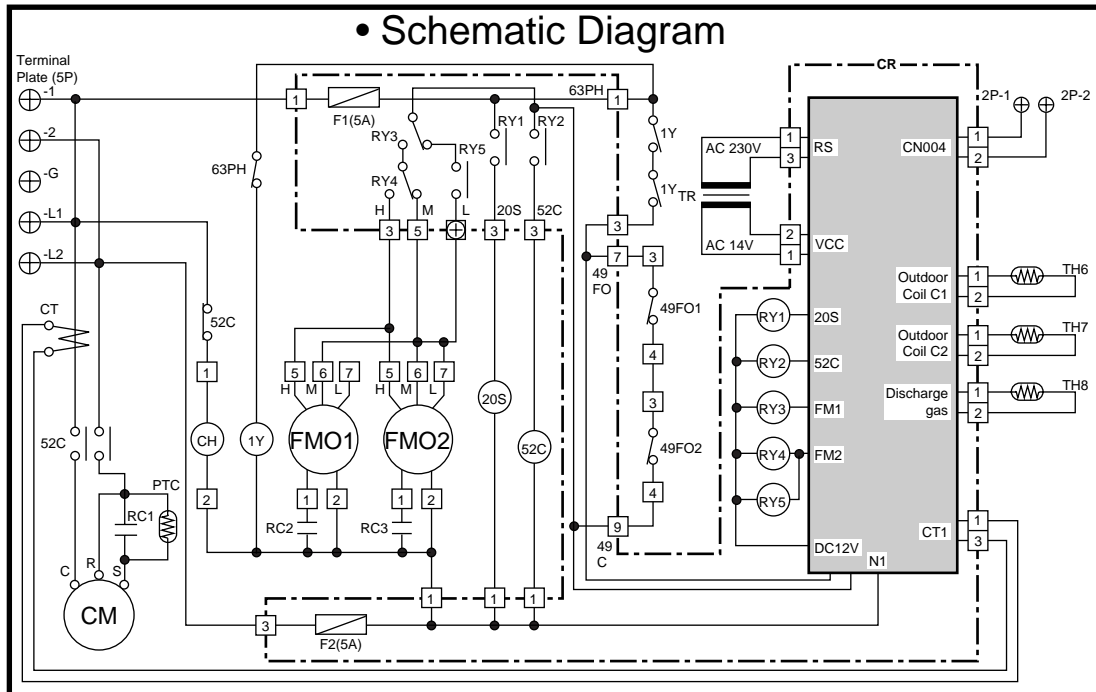 • Schematic Diagram
Terminal
Plate (5P)
-1
-2
-G
-L1
-L2
CT
1
F1(5A)
63PH
1
RY1
RY2
RY3
RY4
RY5
H
M
L
3
5
20S
3
52C
3
63PH
1Y
1Y
3
7
49
FO
3
49FO1
4
3
49FO2
4
9
49
C
CR
AC 230V
TR
AC 14V
1
3
RS
2
1
VCC
CN004
1
2
2P-1
2P-2
Outdoor
Coil C1
1
2
TH6
Outdoor
Coil C2
1
2
TH7
Discharge
gas
1
2
TH8
RY1
20S
RY2
52C
RY3
FM1
RY4
FM2
RY5
DC12V
N1
CT1
1
3
52C
1
CH
2
1Y
5
6
7
H
M
L
FMO1
1
2
RC2
5
6
7
H
M
L
FMO2
1
2
RC3
20S
52C
52C
PTC
RC1
C
R
S
CM
1
1
1
3
F2(5A)